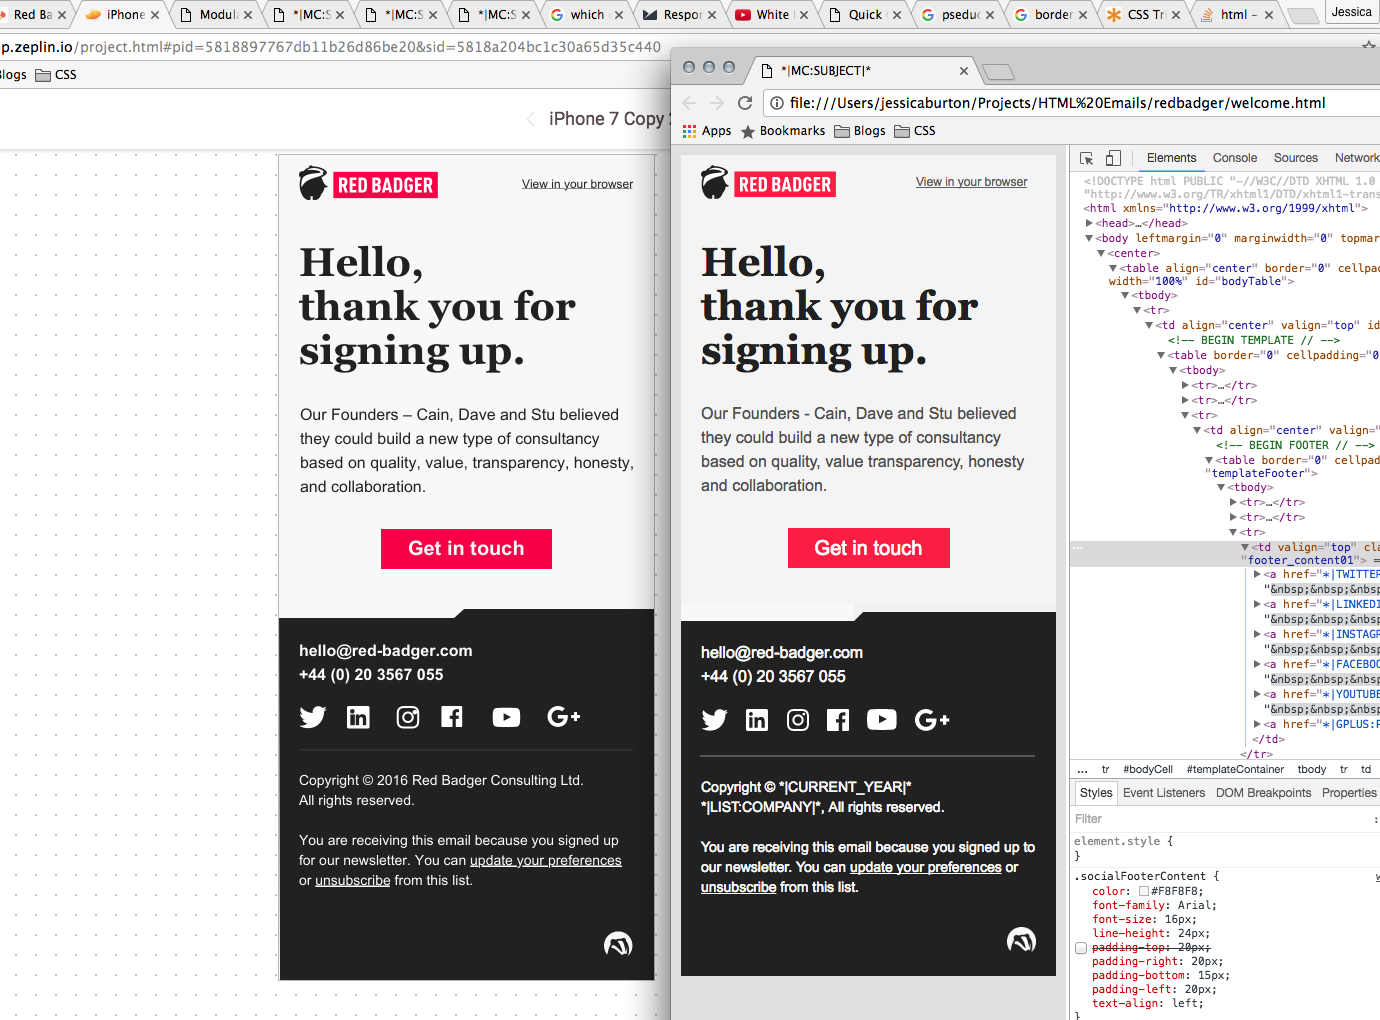 Red Ba
iPhone
Modula
*|MC:S
*|MC:S
*|MC:S
which
Respor
White
Quick
pseud
border
CSS Tri
html –
Jessica
p.zeplin.io/project.html#pid=5818897767db11b26d86be20&sid=5818a204bc1c30a65d35c440
logs
CSS
iPhone 7 Copy 2
RED BADGER
View in your browser
Hello,
thank you for
signing up.
Our Founders – Cain, Dave and Stu believed
they could build a new type of consultancy
based on quality, value, transparency, honesty,
and collaboration.
Get in touch
hello@red-badger.com
+44 (0) 20 3567 055
G+
Copyright © 2016 Red Badger Consulting Ltd.
All rights reserved.
You are receiving this email because you signed up
for our newsletter. You can update your preferences
or unsubscribe from this list.
*|MC:SUBJECT|*
file:///Users/jessicaburton/Projects/HTML%20Emails/redbadger/welcome.html
Apps
Bookmarks
Blogs
CSS
RED BADGER
View in your browser
Hello,
thank you for
signing up.
Our Founders - Cain, Dave and Stu believed
they could build a new type of consultancy
based on quality, value transparency, honesty
and collaboration.
Get in touch
hello@red-badger.com
+44 (0) 20 3567 055
G+
Copyright © *|CURRENT_YEAR|*
*|LIST:COMPANY|*, All rights reserved.
You are receiving this email because you signed up to
our newsletter. You can update your preferences or
unsubscribe from this list.
Elements Console Sources Network
<!DOCTYPE html PUBLIC "-//W3C//DTD XHTML 1.0
"http://www.w3.org/TR/xhtml1/DTD/xhtml1-trans
<html xmlns="http://www.w3.org/1999/xhtml">
<head>…</head>
<body leftmargin="0" marginwidth="0" topmar
<center>
<table align="center" border="0" cellpad
width="100%" id="bodyTable">
<tbody>
<tr>
<td align="center" valign="top" id
<!-- BEGIN TEMPLATE // -->
<table border="0" cellpadding="0
<tbody>
<tr>…</tr>
<tr>…</tr>
<tr>
<td align="center" valign="
<!-- BEGIN FOOTER // -->
<table border="0" cellpad
"templateFooter">
<tbody>
<tr>…</tr>
<tr>…</tr>
<tr>
<td valign="top" cla
"footer_content01"> =
<a href="*|TWITTER
"&nbsp;&nbsp;&nbsp
<a href="*|LINKEDI
"&nbsp;&nbsp;&nbsp
<a href="*|INSTAGR
"&nbsp;&nbsp;&nbsp
<a href="*|FACEBOO
"&nbsp;&nbsp;&nbsp
<a href="*|YOUTUBE
"&nbsp;&nbsp;&nbsp
<a href="*|GPLUS:P
</td>
</tr>
... tr #bodyCell #templateContainer tbody tr td
Styles Event Listeners DOM Breakpoints Properties
Filter :
element.style {
}
.socialFooterContent {
color: #F8F8F8;
font-family: Arial;
font-size: 16px;
line-height: 24px;
padding-top: 20px;
padding-right: 20px;
padding-bottom: 15px;
padding-left: 20px;
text-align: left;
}